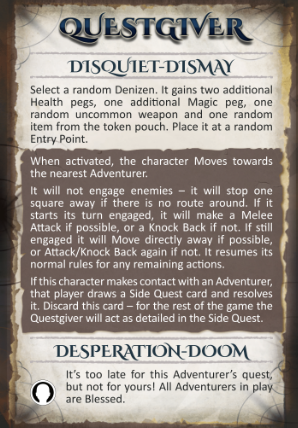 QUESTGIVER
DISQUIET-DISMAY
Select a random Denizen. It gains two additional
Health pegs, one additional Magic peg, one
random uncommon weapon and one random
item from the token pouch. Place it at a random
Entry Point.
When activated, the character Moves towards
the nearest Adventurer.
It will not engage enemies – it will stop one
square away if there is no route around. If it
starts its turn engaged, it will make a Melee
Attack if possible, or a Knock Back if not. If still
engaged it will Move directly away if possible,
or Attack/Knock Back again if not. It resumes its
normal rules for any remaining actions.
If this character makes contact with an Adventurer,
that player draws a Side Quest card and resolves
it. Discard this card – for the rest of the game the
Questgiver will act as detailed in the Side Quest.
DESPERATION-DOOM
It's too late for this Adventurer's quest,
but not for yours! All Adventurers in play
are Blessed.